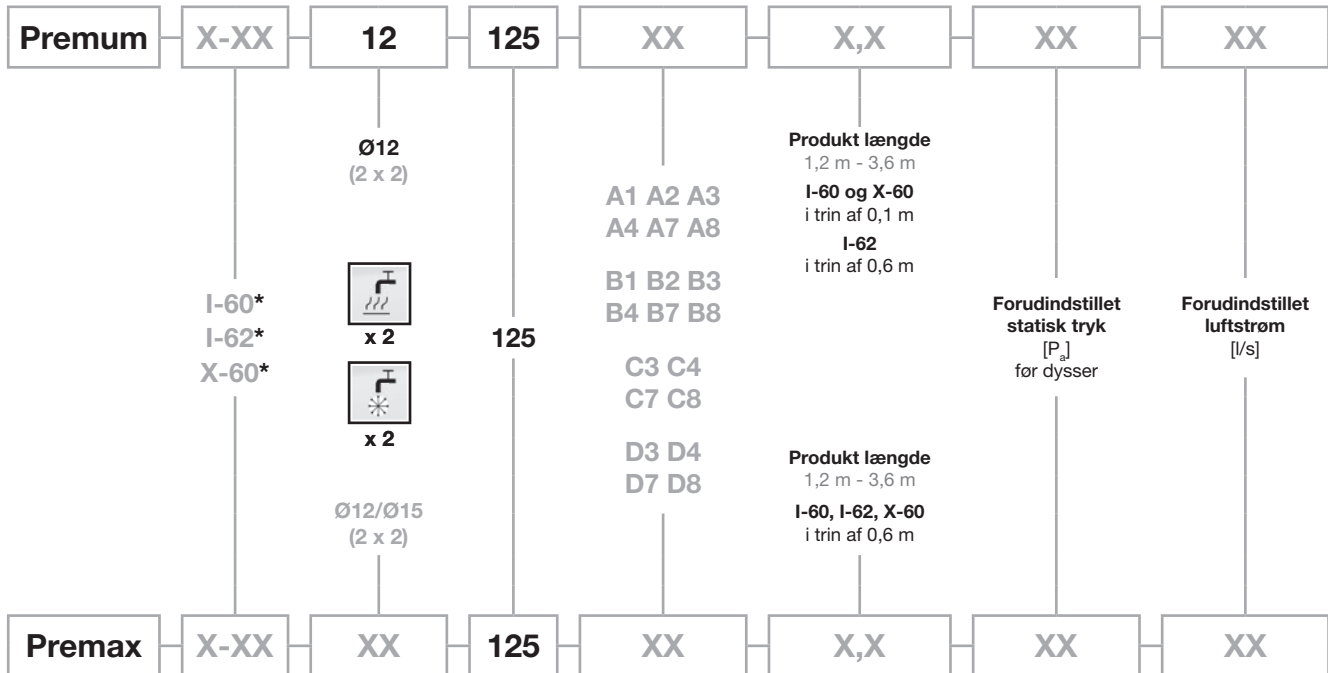 Premum X-XX 12 125 XX X,X XX XX
Ø12
(2 x 2)
x 2
x 2
Ø12/Ø15
(2 x 2)
I-60*
I-62*
X-60*
125
A1 A2 A3
A4 A7 A8
B1 B2 B3
B4 B7 B8
C3 C4
C7 C8
D3 D4
D7 D8
Produkt længde
1,2 m - 3,6 m
I-60 og X-60
i trin af 0,1 m
I-62
i trin af 0,6 m
Produkt længde
1,2 m - 3,6 m
I-60, I-62, X-60
i trin af 0,6 m
Forudindstillet
statisk tryk
[Pa]
før dysser
Forudindstillet
luftstrøm
[l/s]
Premax X-XX XX 125 XX X,X XX XX